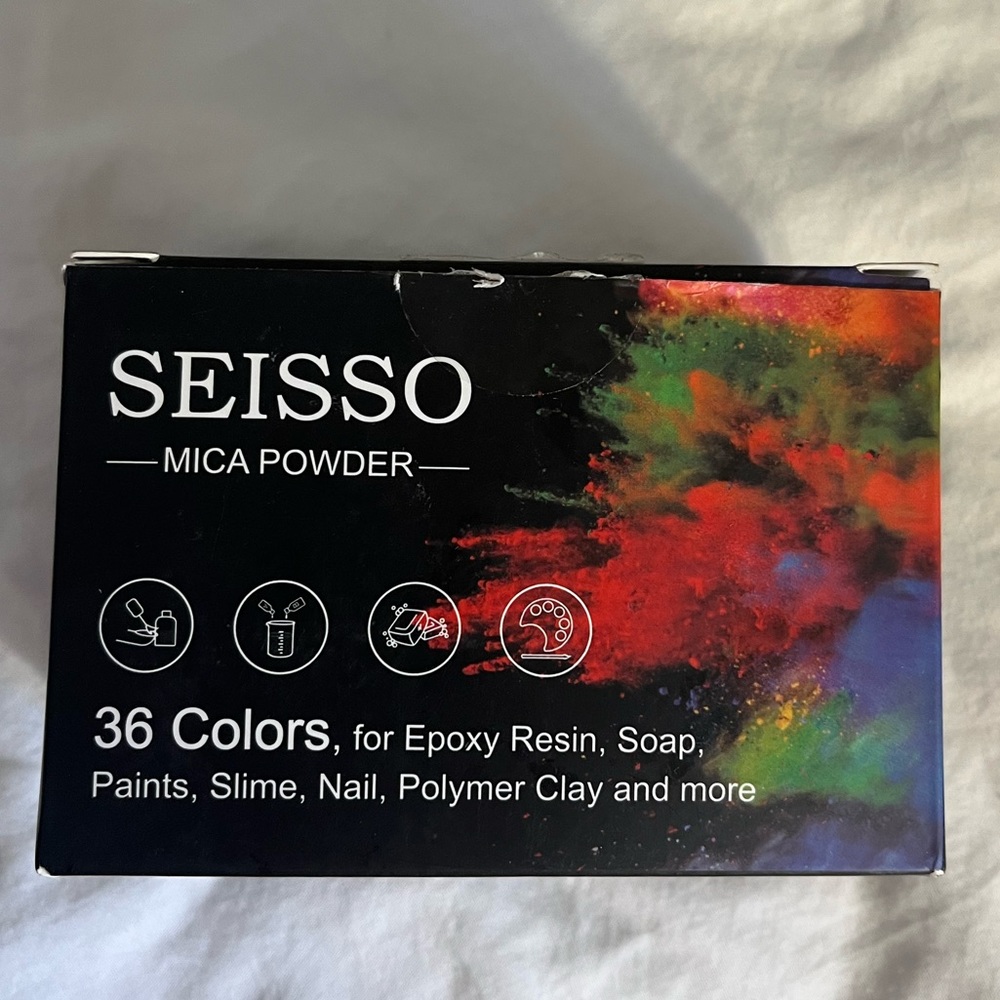 SEISSO
MICA POWDER
36 Colors, for Epoxy Resin, Soap,
Paints, Slime, Nail, Polymer Clay and more